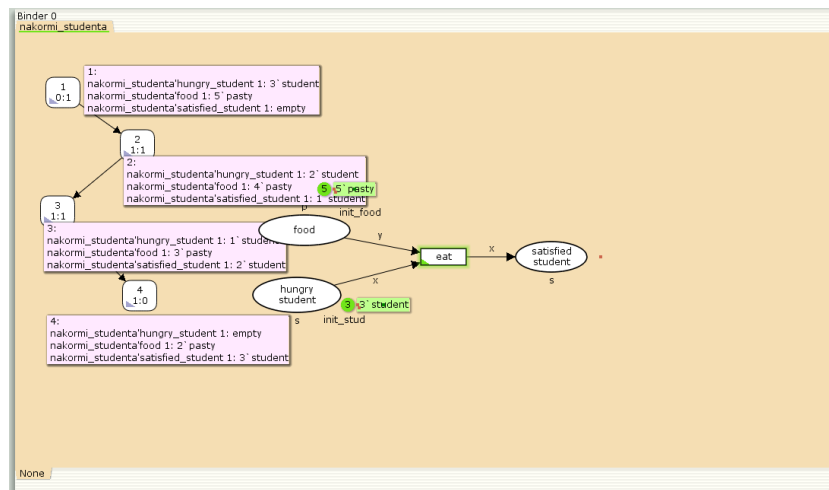 Binder 0
nakormi_studenta
1
0:1
1:
nakormi_studenta'hungry_student 1: 3`student
nakormi_studenta'food 1: 5`pasty
nakormi_studenta'satisfied_student 1: empty
2
1:1
2:
nakormi_studenta'hungry_student 1: 2`student
nakormi_studenta'food 1: 4`pasty
nakormi_studenta'satisfied_student 1: 1`student
5
5`pasty
init_food
food
y
3
1:1
3:
nakormi_studenta'hungry_student 1: 1`student
nakormi_studenta'food 1: 3`pasty
nakormi_studenta'satisfied_student 1: 2`student
eat
x
satisfied
student
s
x
4
1:0
hungry
student
3
3`student
s
init_stud
4:
nakormi_studenta'hungry_student 1: empty
nakormi_studenta'food 1: 2`pasty
nakormi_studenta'satisfied_student 1: 3`student
None